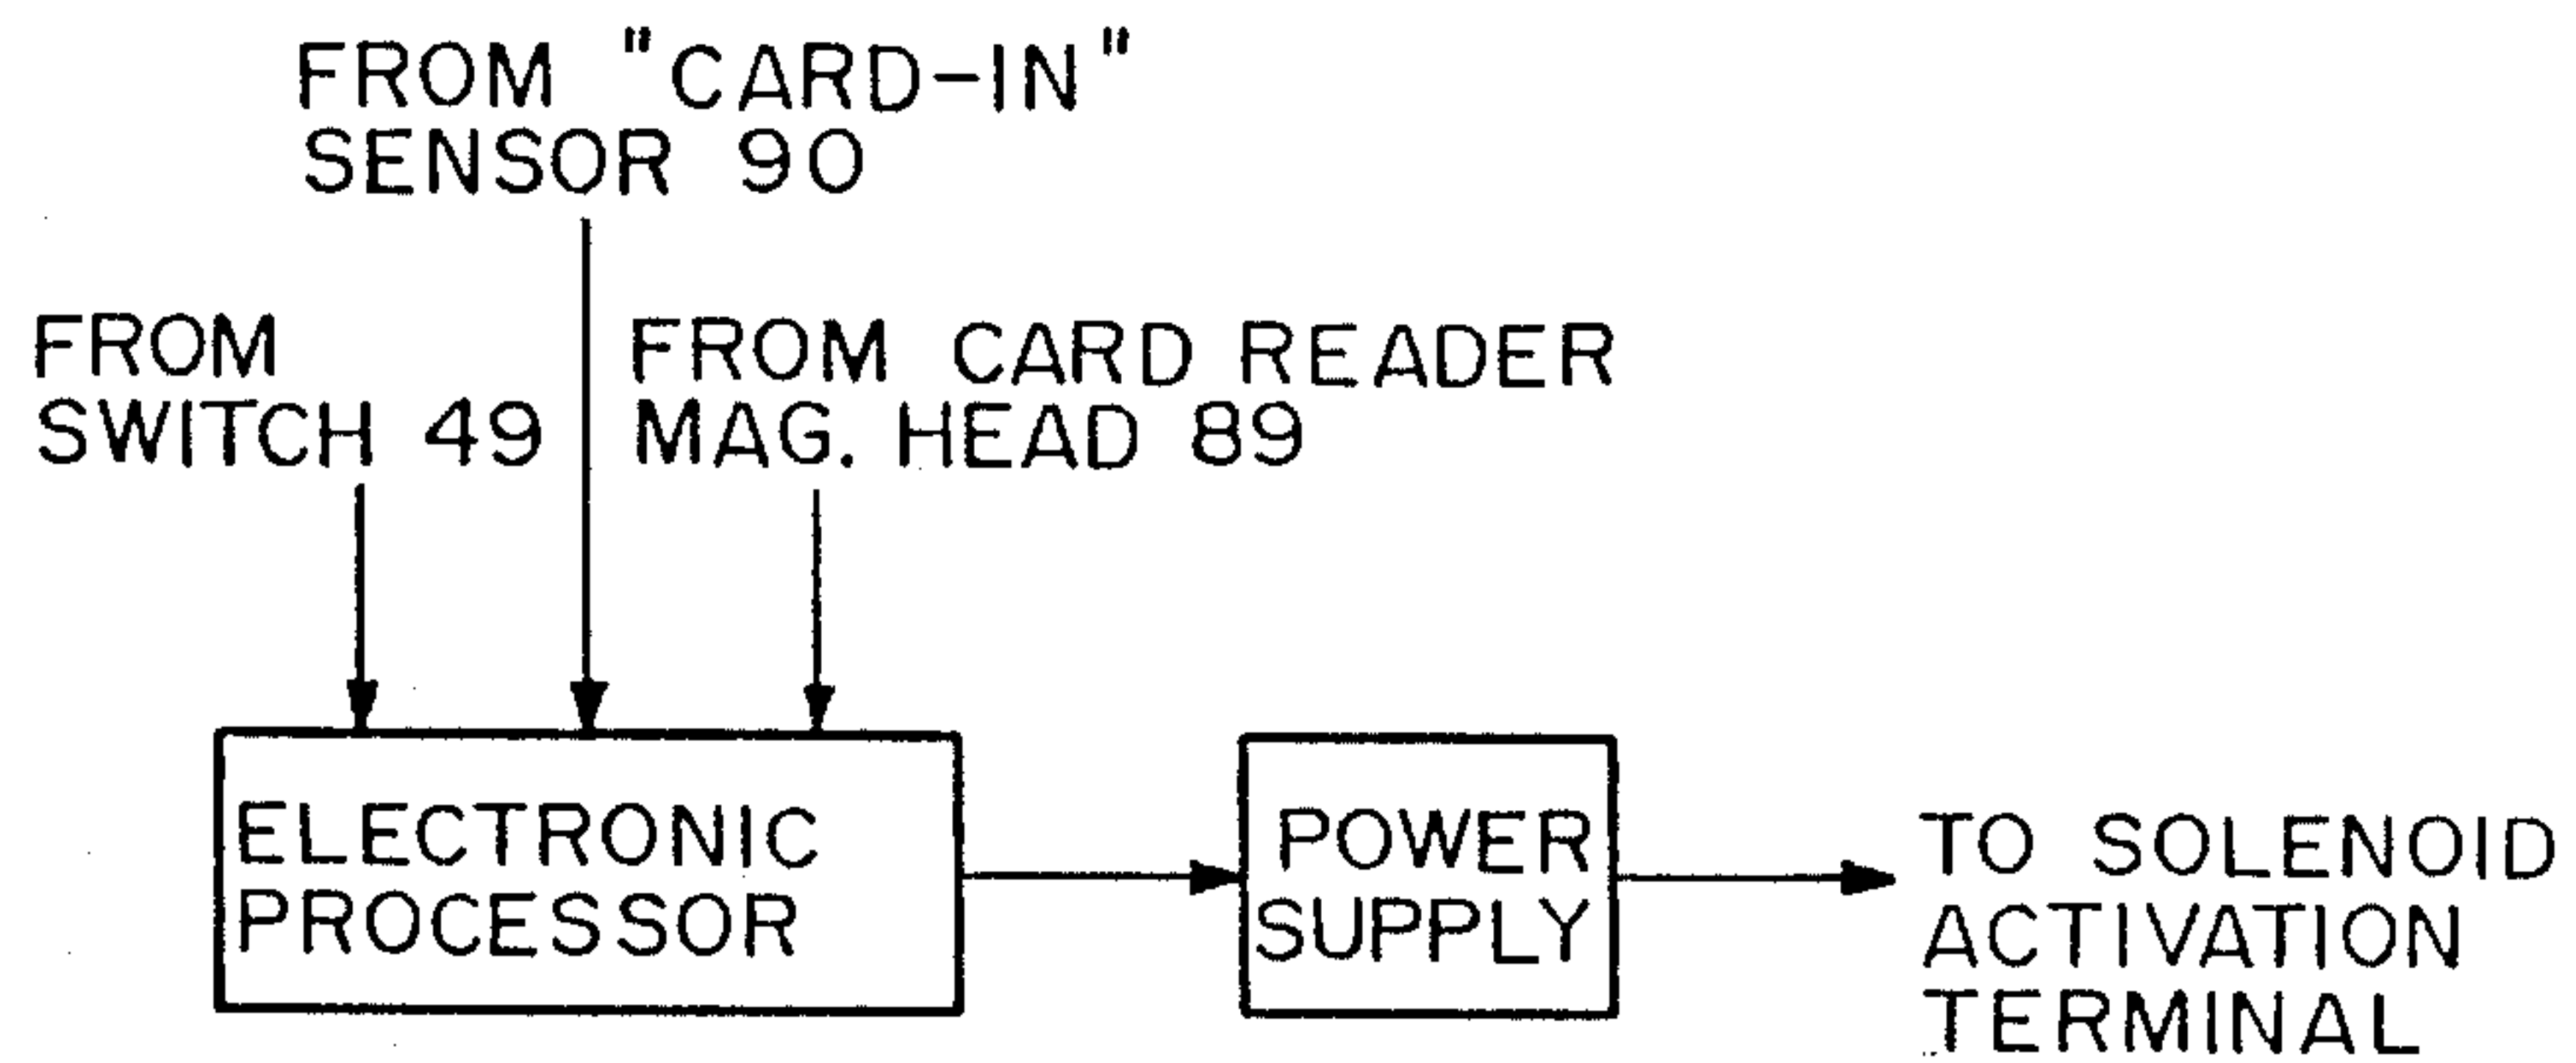 FROM "CARD-IN"
SENSOR 90
FROM
SWITCH 49
FROM CARD READER
MAG. HEAD 89
ELECTRONIC
PROCESSOR
POWER
SUPPLY
TO SOLENOID
ACTIVATION
TERMINAL